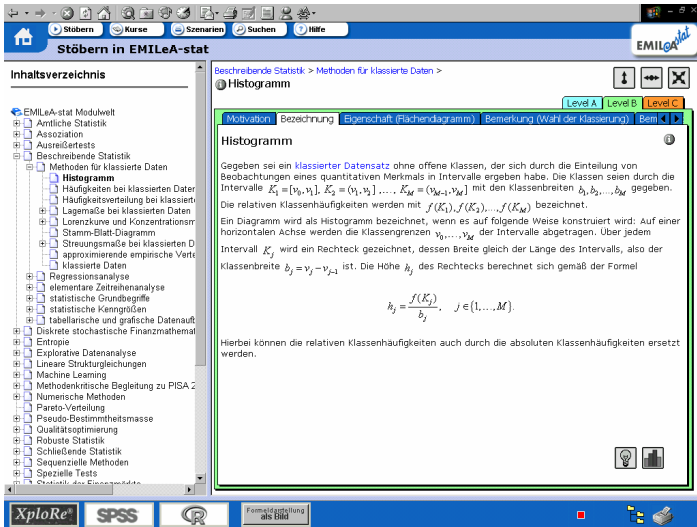 Stöbern
Kurse
Szenarien
Suchen
Hilfe
Stöbern in EMILeA-stat
EMILeAstat
Inhaltsverzeichnis
EMILeA-stat Modulwelt
Amtliche Statistik
Assoziation
Ausreißertests
Beschreibende Statistik
Methoden für klassierte Daten
Histogramm
Häufigkeiten bei klassierten Daten
Häufigkeitsverteilung bei klassierte
Lagemaße bei klassierten Daten
Lorenzkurve und Konzentrationsm
Stamm-Blatt-Diagramm
Streuungsmaße bei klassierten D
approximierende empirische Verte
klassierte Daten
Regressionsanalyse
elementare Zeitreihenanalyse
statistische Grundbegriffe
statistische Kenngrößen
tabellarische und grafische Datenaufb
Diskrete stochastische Finanzmathemat
Entropie
Explorative Datenanalyse
Lineare Strukturgleichungen
Machine Learning
Methodenkritische Begleitung zu PISA 2
Numerische Methoden
Pareto-Verteilung
Pseudo-Bestimmtheitsmasse
Qualitätsoptimierung
Robuste Statistik
Schließende Statistik
Sequenzielle Methoden
Spezielle Tests
Statistik der Finanzmärkte
Beschreibende Statistik > Methoden für klassierte Daten >
Histogramm
Level A
Level B
Level C
Motivation
Bezeichnung
Eigenschaft (Flächendiagramm)
Bemerkung (Wahl der Klassierung)
Bem
Histogramm
Gegeben sei ein klassierter Datensatz ohne offene Klassen, der sich durch die Einteilung von
Beobachtungen eines quantitativen Merkmals in Intervalle ergeben habe. Die Klassen seien durch die
Intervalle K₁=[v₀,v₁], K₂=(v₁,v₂],…, K_M=(v_{M-1},v_M] mit den Klassenbreiten b₁,b₂,…,b_M gegeben.
Die relativen Klassenhäufigkeiten werden mit f(K₁),f(K₂),…,f(K_M) bezeichnet.
Ein Diagramm wird als Histogramm bezeichnet, wenn es auf folgende Weise konstruiert wird: Auf einer
horizontalen Achse werden die Klassengrenzen v₀,…,v_M der Intervalle abgetragen. Über jedem
Intervall K_j wird ein Rechteck gezeichnet, dessen Breite gleich der Länge des Intervalls, also der
Klassenbreite b_j=v_j−v_{j−1} ist. Die Höhe h_j des Rechtecks berechnet sich gemäß der Formel
h_j = f(K_j)/b_j, j∈{1,…,M}.
Hierbei können die relativen Klassenhäufigkeiten auch durch die absoluten Klassenhäufigkeiten ersetzt
werden.
XploRe
SPSS
R
Formeldarstellung
als Bild